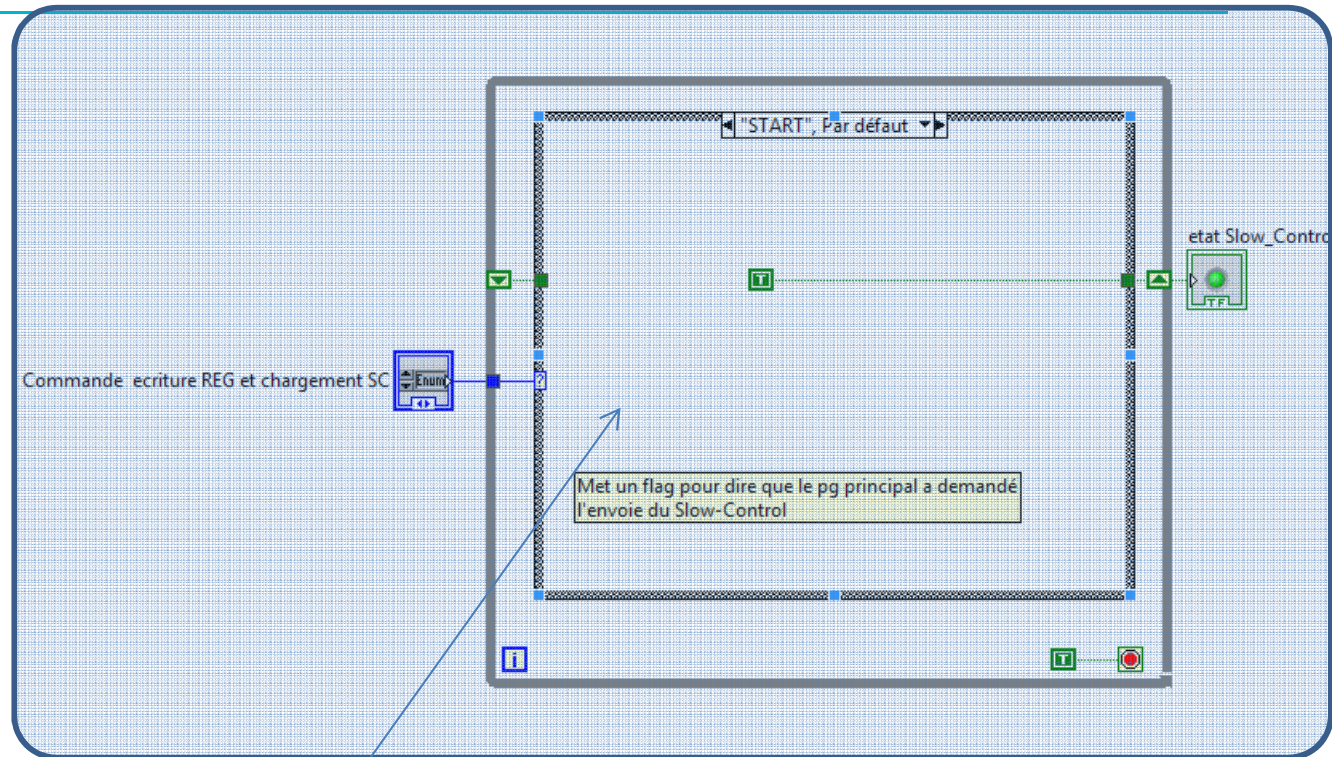 "START", Par défaut
etat Slow_Contro
T
TF
Commande ecriture REG et chargement SC
Enum
?
Met un flag pour dire que le pg principal a demandé
l'envoie du Slow-Control
i
T